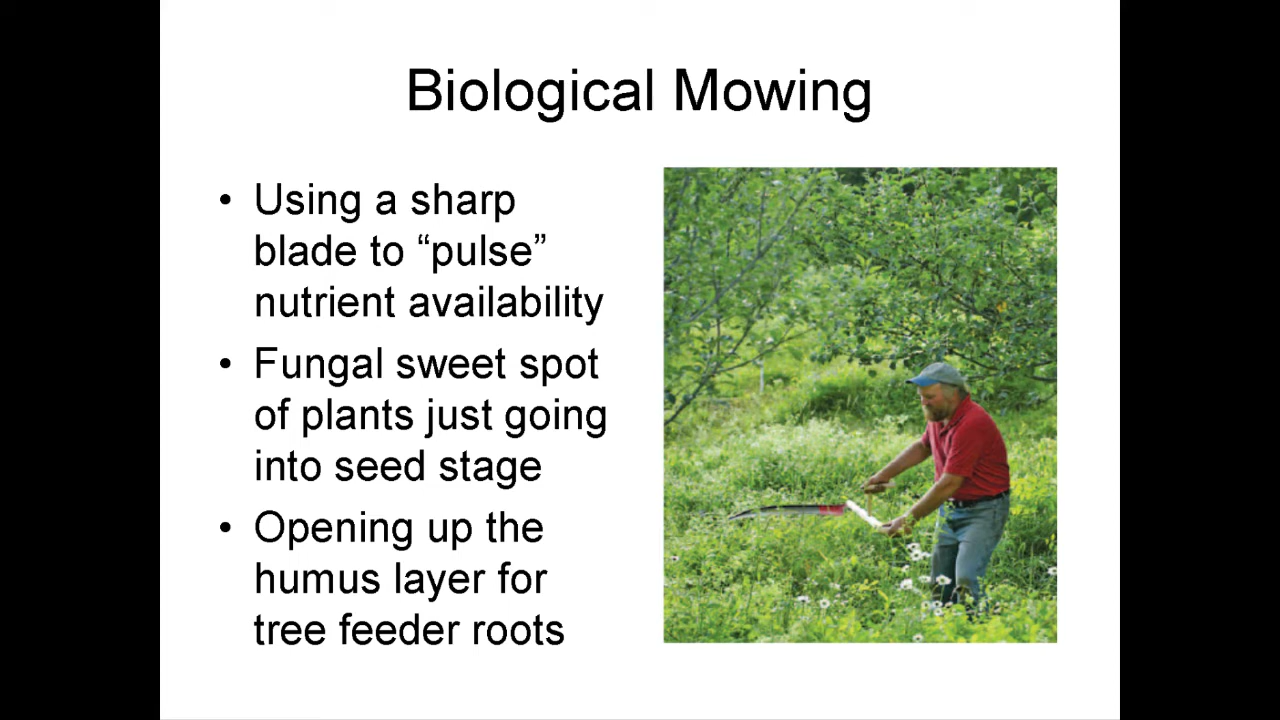 Biological Mowing
• Using a sharp
blade to “pulse”
nutrient availability
• Fungal sweet spot
of plants just going
into seed stage
• Opening up the
humus layer for
tree feeder roots